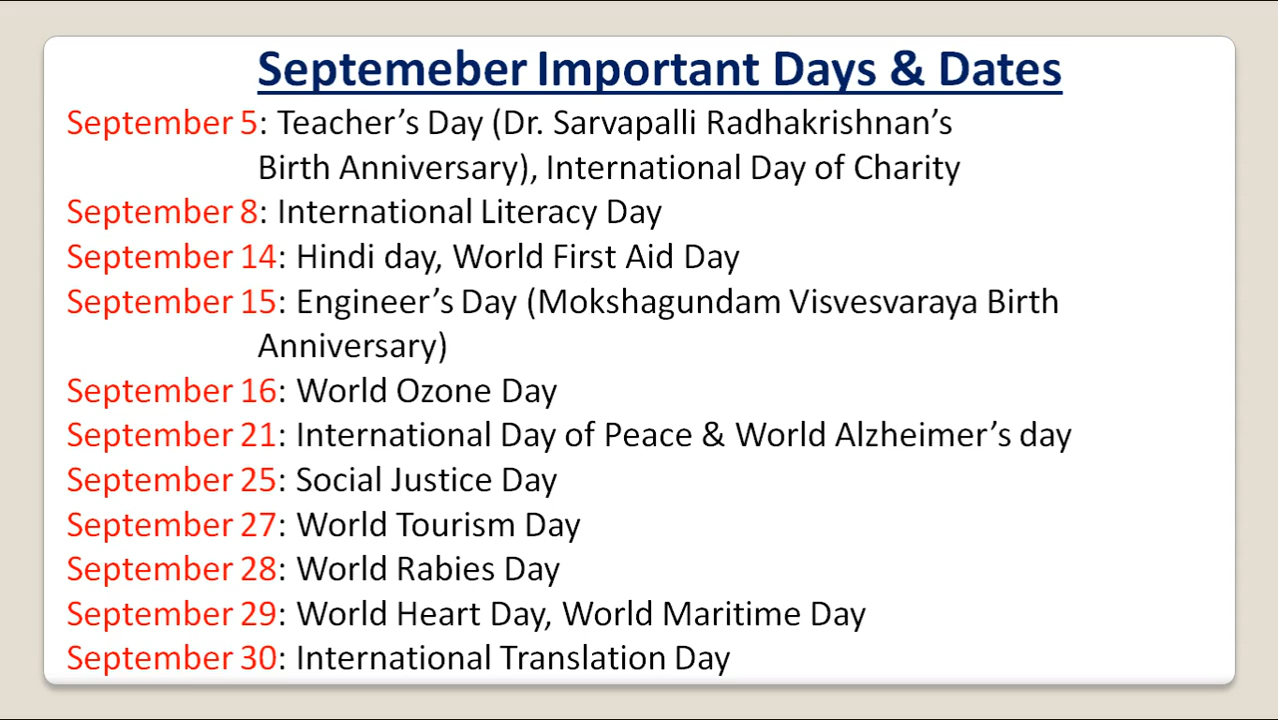 Septemeber Important Days & Dates
September 5: Teacher’s Day (Dr. Sarvapalli Radhakrishnan’s
Birth Anniversary), International Day of Charity
September 8: International Literacy Day
September 14: Hindi day, World First Aid Day
September 15: Engineer’s Day (Mokshagundam Visvesvaraya Birth
Anniversary)
September 16: World Ozone Day
September 21: International Day of Peace & World Alzheimer’s day
September 25: Social Justice Day
September 27: World Tourism Day
September 28: World Rabies Day
September 29: World Heart Day, World Maritime Day
September 30: International Translation Day